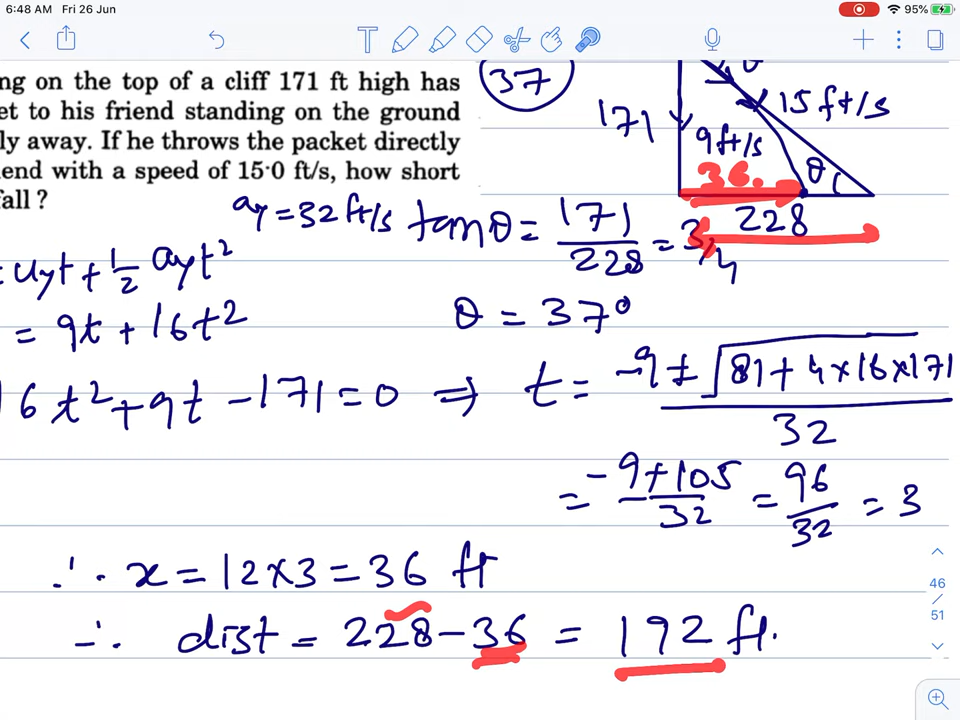 6:48 AM Fri 26 Jun
95%
ng on the top of a cliff 171 ft high has
et to his friend standing on the ground
ly away. If he throws the packet directly
end with a speed of 15·0 ft/s, how short
fall ?
37
171
θ
15 ft/s
9 ft/s
36.
θ
228
ay = 32 ft/s
tanθ = 171/228 = 3/4
= uyt + 1/2 ayt²
= 9t + 16t²
θ = 37°
16t² + 9t - 171 = 0 ⇒ t = -9 ± √81 + 4×16×171 / 32
= -9 + 105 / 32 = 96/32 = 3
∴ x = 12 × 3 = 36 ft
∴ dist = 228 - 36 = 192 ft.
46
/
51